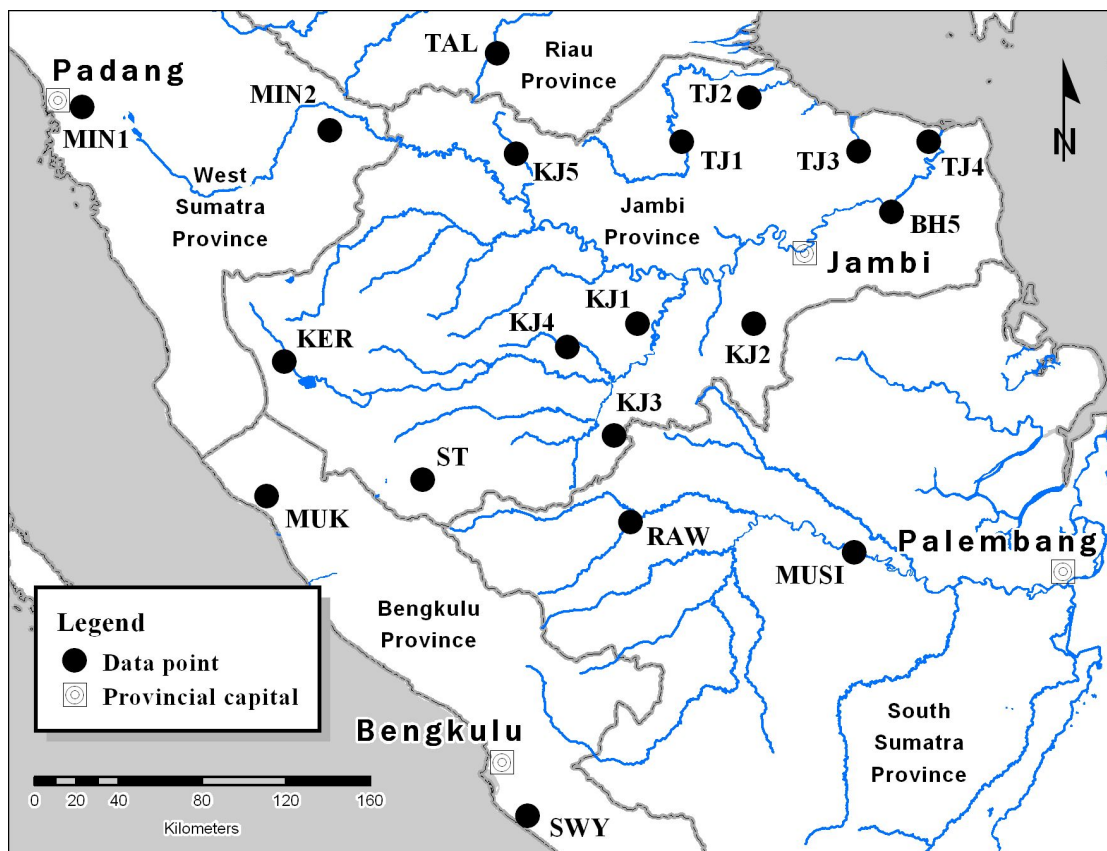 TAL
Riau
Province
Padang
MIN2
TJ2
MIN1
N
West
Sumatra
Province
KJ5
TJ1
TJ3
TJ4
Jambi
Province
BH5
Jambi
KJ1
KJ4
KER
KJ2
KJ3
ST
MUK
RAW
MUSI
Palembang
Bengkulu
Province
Legend
Data point
Provincial capital
South
Sumatra
Province
Bengkulu
0 20 40 80 120 160
Kilometers
SWY